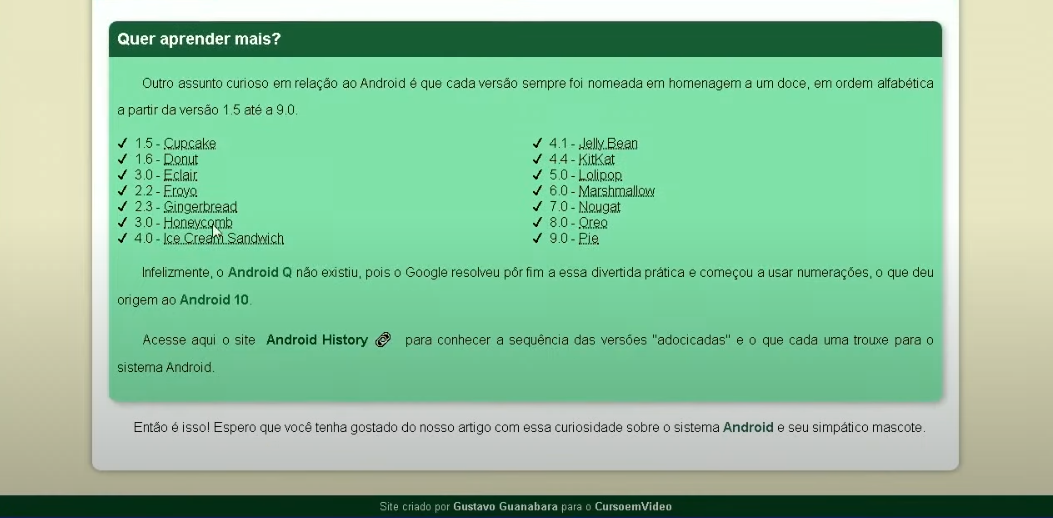 Quer aprender mais?
Outro assunto curioso em relação ao Android é que cada versão sempre foi nomeada em homenagem a um doce, em ordem alfabética
a partir da versão 1.5 até a 9.0.
✓ 1.5 - Cupcake
✓ 1.6 - Donut
✓ 3.0 - Eclair
✓ 2.2 - Froyo
✓ 2.3 - Gingerbread
✓ 3.0 - Honeycomb
✓ 4.0 - Ice Cream Sandwich
✓ 4.1 - Jelly Bean
✓ 4.4 - KitKat
✓ 5.0 - Lolipop
✓ 6.0 - Marshmallow
✓ 7.0 - Nougat
✓ 8.0 - Oreo
✓ 9.0 - Pie
Infelizmente, o Android Q não existiu, pois o Google resolveu pôr fim a essa divertida prática e começou a usar numerações, o que deu
origem ao Android 10.
Acesse aqui o site Android History para conhecer a sequência das versões "adocicadas" e o que cada uma trouxe para o
sistema Android.
Então é isso! Espero que você tenha gostado do nosso artigo com essa curiosidade sobre o sistema Android e seu simpático mascote.
Site criado por Gustavo Guanabara para o CursoemVideo